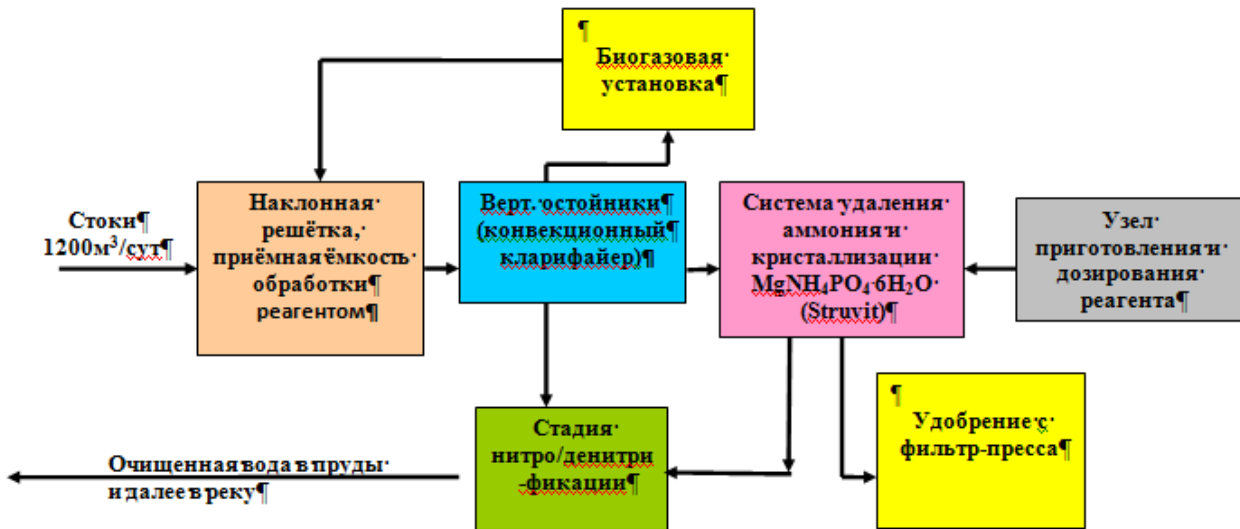 ¶
Биогазовая·
установка¶
Стоки¶
1200м³/сут¶
Наклонная·
решётка,·
приёмная·ёмкость·
обработки¶
реагентом¶
Верт.·остойники¶
(конвекционный¶
кларифайер)¶
Система·удаления·
аммония·и·
кристаллизации·
MgNH₄PO₄·6H₂O·
(Struvit)¶
Узел·
приготовления·и·
дозирования·
реагента¶
Стадия·
нитро/денитри
-фикации¶
¶
Удобрение·с·
фильтр-пресса¶
Очищенная·вода·в·пруды·
и·далее·в·реку¶